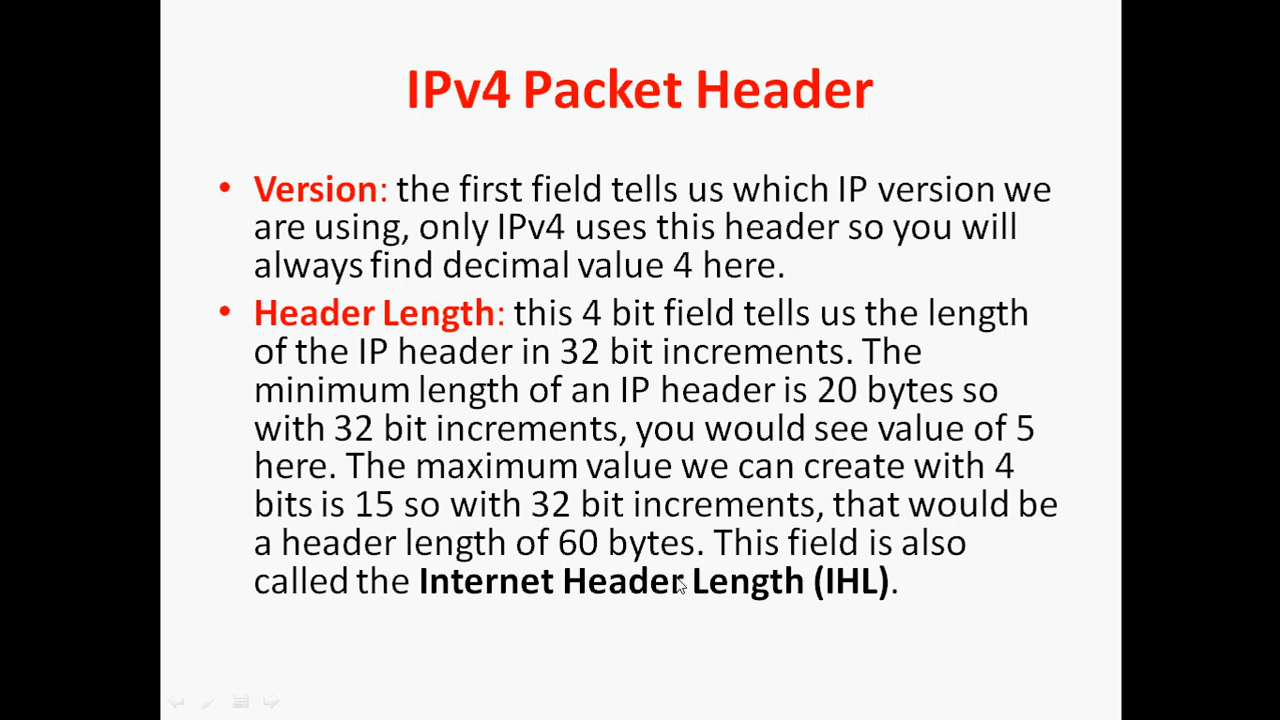 IPv4 Packet Header
• Version: the first field tells us which IP version we
are using, only IPv4 uses this header so you will
always find decimal value 4 here.
• Header Length: this 4 bit field tells us the length
of the IP header in 32 bit increments. The
minimum length of an IP header is 20 bytes so
with 32 bit increments, you would see value of 5
here. The maximum value we can create with 4
bits is 15 so with 32 bit increments, that would be
a header length of 60 bytes. This field is also
called the Internet Header Length (IHL).